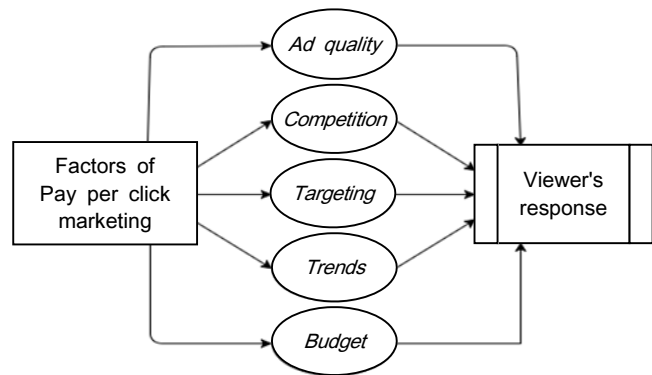 Ad quality
Competition
Factors of
Pay per click
marketing
Targeting
Viewer's
response
Trends
Budget